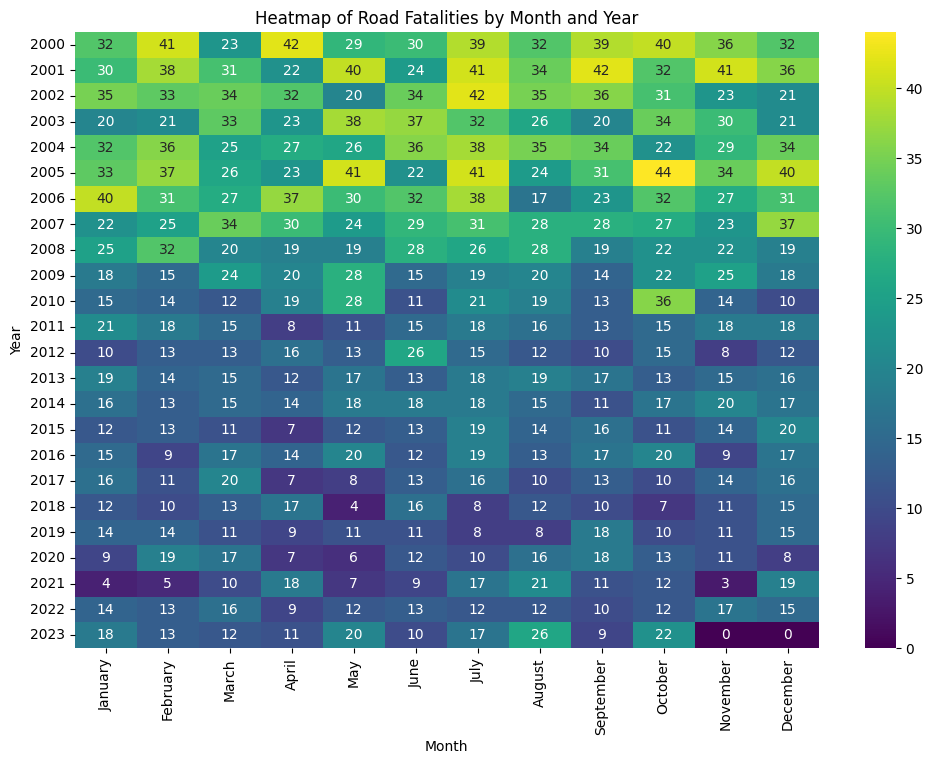 Heatmap of Road Fatalities by Month and Year
2000 32 41 23 42 29 30 39 32 39 40 36 32
2001 30 38 31 22 40 24 41 34 42 32 41 36
2002 35 33 34 32 20 34 42 35 36 31 23 21
2003 20 21 33 23 38 37 32 26 20 34 30 21
2004 32 36 25 27 26 36 38 35 34 22 29 34
2005 33 37 26 23 41 22 41 24 31 44 34 40
2006 40 31 27 37 30 32 38 17 23 32 27 31
2007 22 25 34 30 24 29 31 28 28 27 23 37
2008 25 32 20 19 19 28 26 28 19 22 22 19
2009 18 15 24 20 28 15 19 20 14 22 25 18
2010 15 14 12 19 28 11 21 19 13 36 14 10
2011 21 18 15 8 11 15 18 16 13 15 18 18
2012 10 13 13 16 13 26 15 12 10 15 8 12
2013 19 14 15 12 17 13 18 19 17 13 15 16
2014 16 13 15 14 18 18 18 15 11 17 20 17
2015 12 13 11 7 12 13 19 14 16 11 14 20
2016 15 9 17 14 20 12 19 13 17 20 9 17
2017 16 11 20 7 8 13 16 10 13 10 14 16
2018 12 10 13 17 4 16 8 12 10 7 11 15
2019 14 14 11 9 11 11 8 8 18 10 11 15
2020 9 19 17 7 6 12 10 16 18 13 11 8
2021 4 5 10 18 7 9 17 21 11 12 3 19
2022 14 13 16 9 12 13 12 12 10 12 17 15
2023 18 13 12 11 20 10 17 26 9 22 0 0
January February March April May June July August September October November December
Month
Year
40
35
30
25
20
15
10
5
0